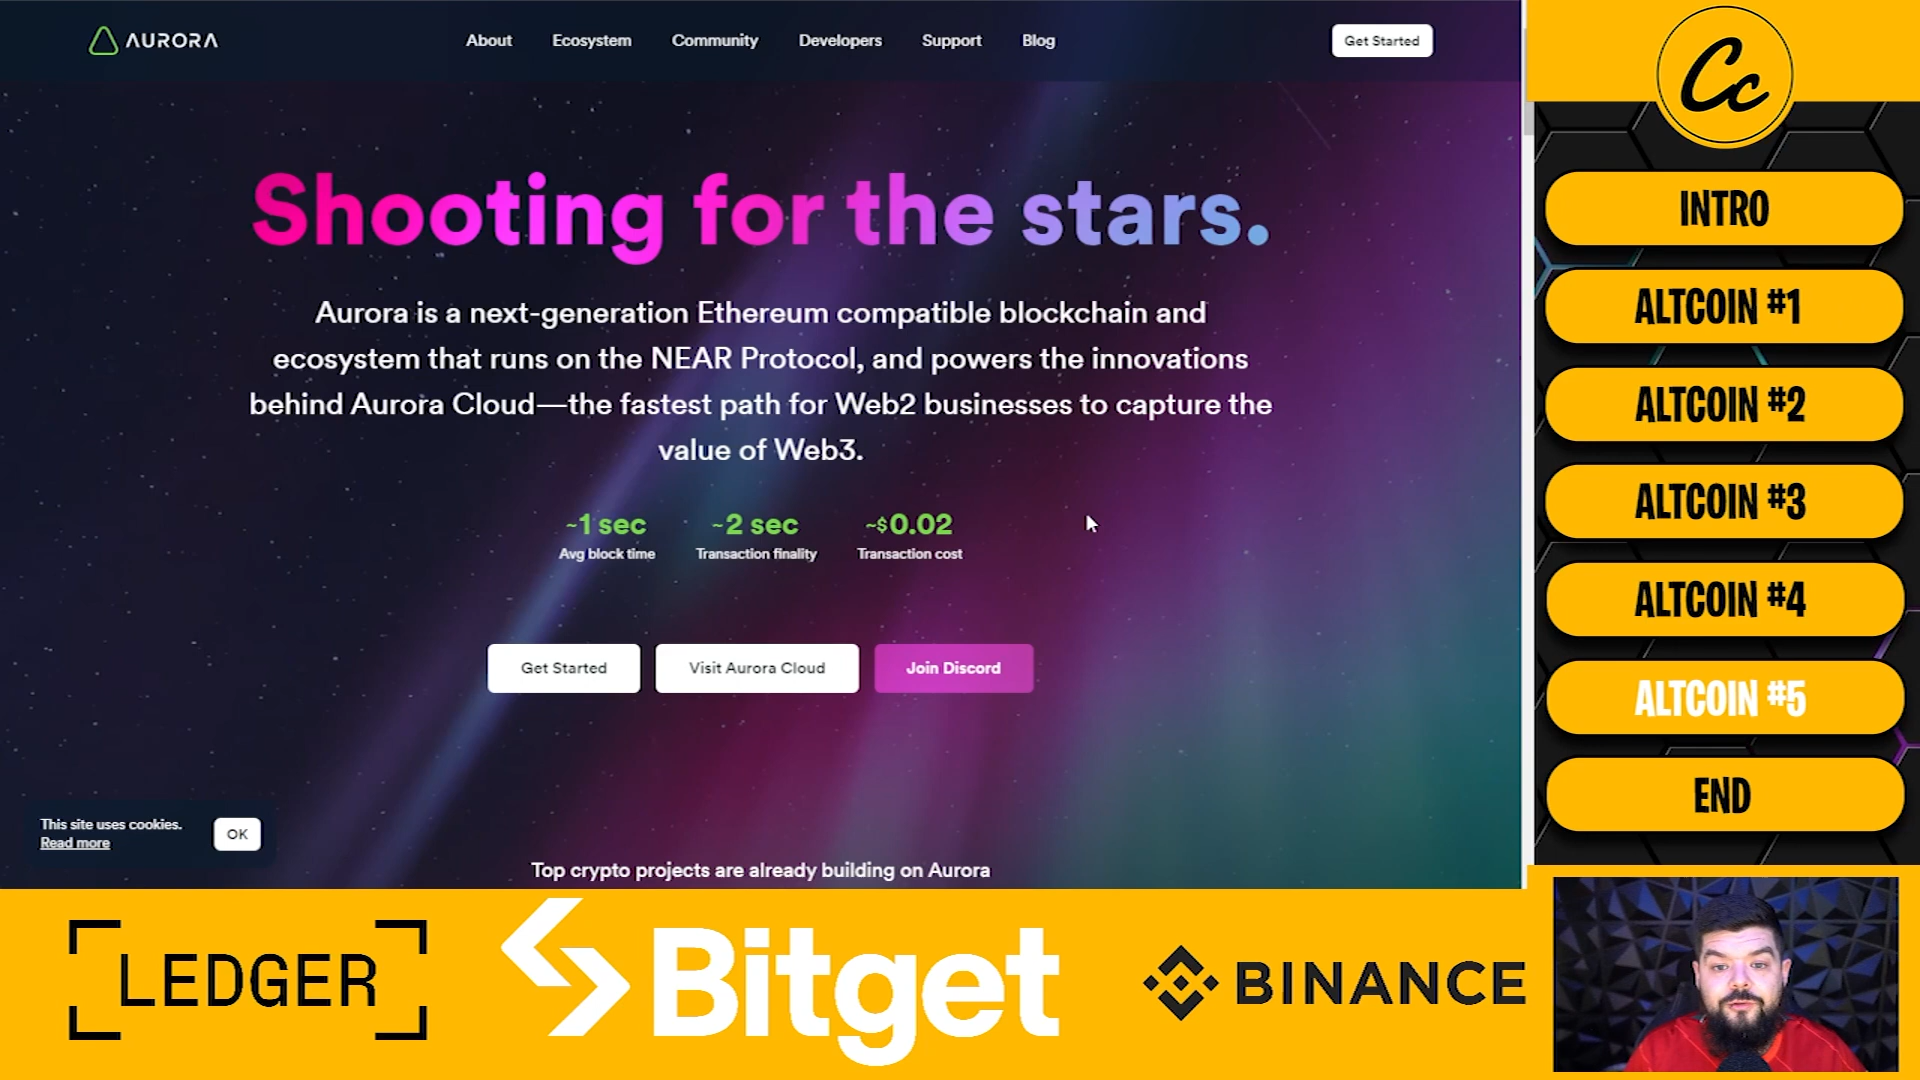 AURORA
About
Ecosystem
Community
Developers
Support
Blog
Get Started
Shooting for the stars.
Aurora is a next-generation Ethereum compatible blockchain and
ecosystem that runs on the NEAR Protocol, and powers the innovations
behind Aurora Cloud—the fastest path for Web2 businesses to capture the
value of Web3.
~1 sec
Avg block time
~2 sec
Transaction finality
~$0.02
Transaction cost
Get Started
Visit Aurora Cloud
Join Discord
This site uses cookies.
Read more
OK
Top crypto projects are already building on Aurora
Cc
INTRO
ALTCOIN #1
ALTCOIN #2
ALTCOIN #3
ALTCOIN #4
ALTCOIN #5
END
LEDGER
Bitget
BINANCE